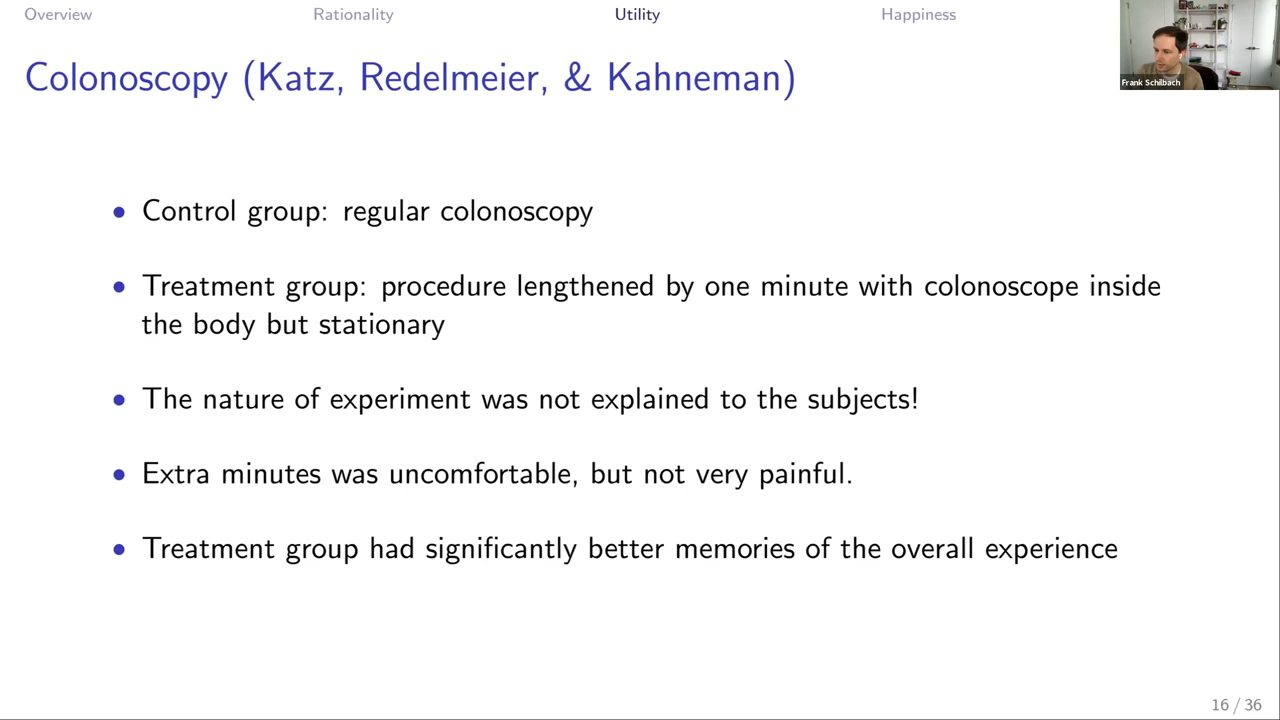 Overview Rationality Utility Happiness
Colonoscopy (Katz, Redelmeier, & Kahneman)
Frank Schilbach
• Control group: regular colonoscopy
• Treatment group: procedure lengthened by one minute with colonoscope inside
the body but stationary
• The nature of experiment was not explained to the subjects!
• Extra minutes was uncomfortable, but not very painful.
• Treatment group had significantly better memories of the overall experience
16 / 36